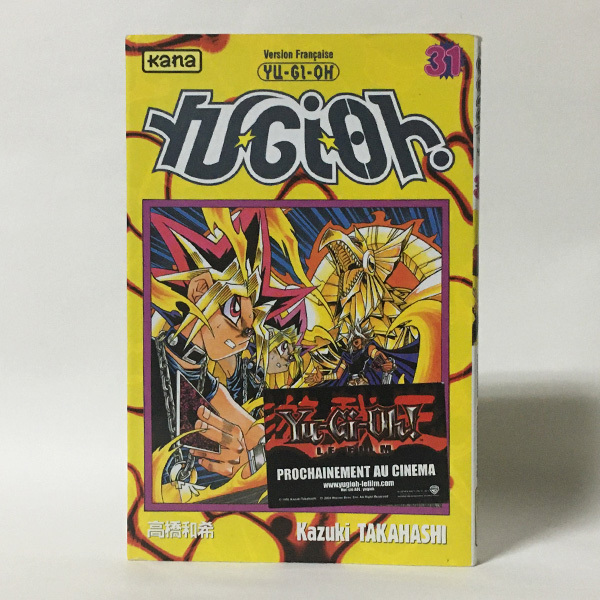 Kana
Version Française
YU-GI-OH
31
YU-GI-OH.
Yu-Gi-Oh!
LE FILM
PROCHAINEMENT AU CINEMA
www.yugioh-lefilm.com
高橋和希
Kazuki TAKAHASHI